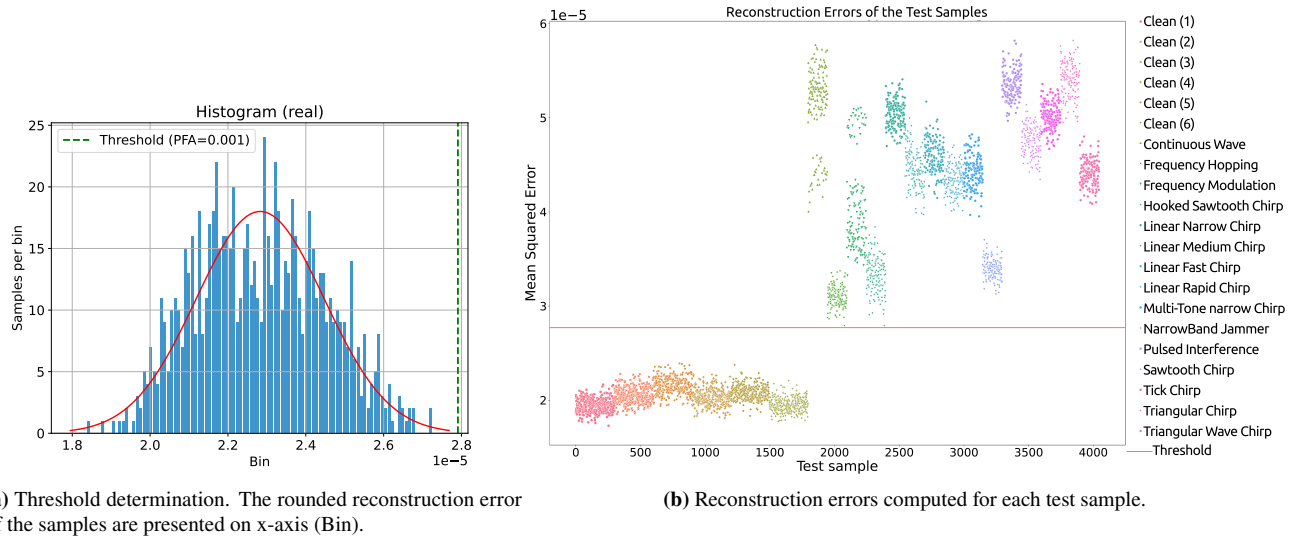 Histogram (real)
Threshold (PFA=0.001)
25
20
15
10
5
0
Samples per bin
1.8
2.0
2.2
2.4
2.6
2.8
1e−5
Bin
) Threshold determination. The rounded reconstruction error
f the samples are presented on x-axis (Bin).
Reconstruction Errors of the Test Samples
1e−5
6
5
4
3
2
Mean Squared Error
0
500
1000
1500
2000
2500
3000
3500
4000
Test sample
Clean (1)
Clean (2)
Clean (3)
Clean (4)
Clean (5)
Clean (6)
Continuous Wave
Frequency Hopping
Frequency Modulation
Hooked Sawtooth Chirp
Linear Narrow Chirp
Linear Medium Chirp
Linear Fast Chirp
Linear Rapid Chirp
Multi-Tone narrow Chirp
NarrowBand Jammer
Pulsed Interference
Sawtooth Chirp
Tick Chirp
Triangular Chirp
Triangular Wave Chirp
Threshold
(b) Reconstruction errors computed for each test sample.